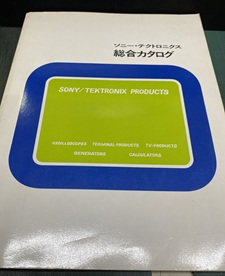 ソニー・テクトロニクス
総合カタログ
SONY/TEKTRONIX PRODUCTS
OSCILLOSCOPES TERMINAL PRODUCTS TV-PRODUCTS
GENERATORS CALCULATORS